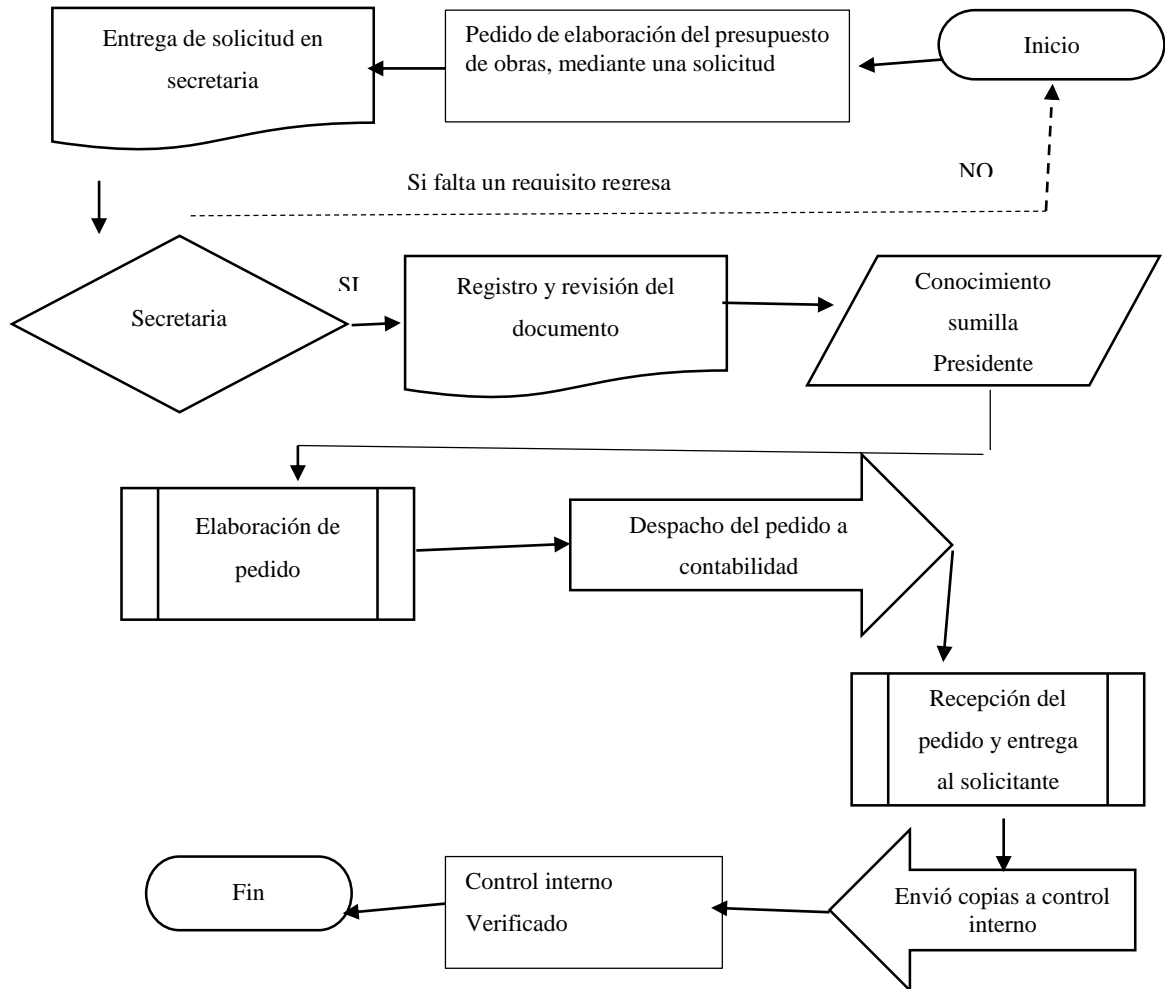 Inicio
Pedido de elaboración del presupuesto
de obras, mediante una solicitud
Entrega de solicitud en
secretaria
Si falta un requisito regresa
NO
Secretaria
SI
Registro y revisión del
documento
Conocimiento
sumilla
Presidente
Elaboración de
pedido
Despacho del pedido a
contabilidad
Recepción del
pedido y entrega
al solicitante
Envió copias a control
interno
Control interno
Verificado
Fin